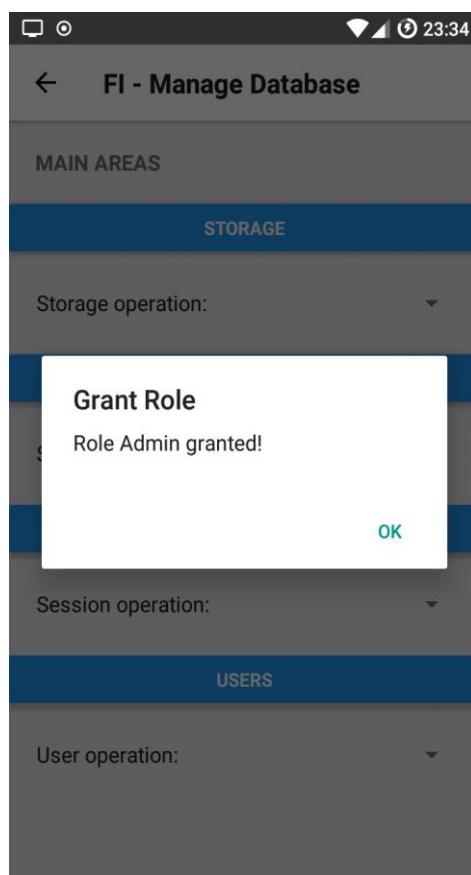 23:34
FI - Manage Database
MAIN AREAS
STORAGE
Storage operation:
Grant Role
Role Admin granted!
OK
Session operation:
USERS
User operation: